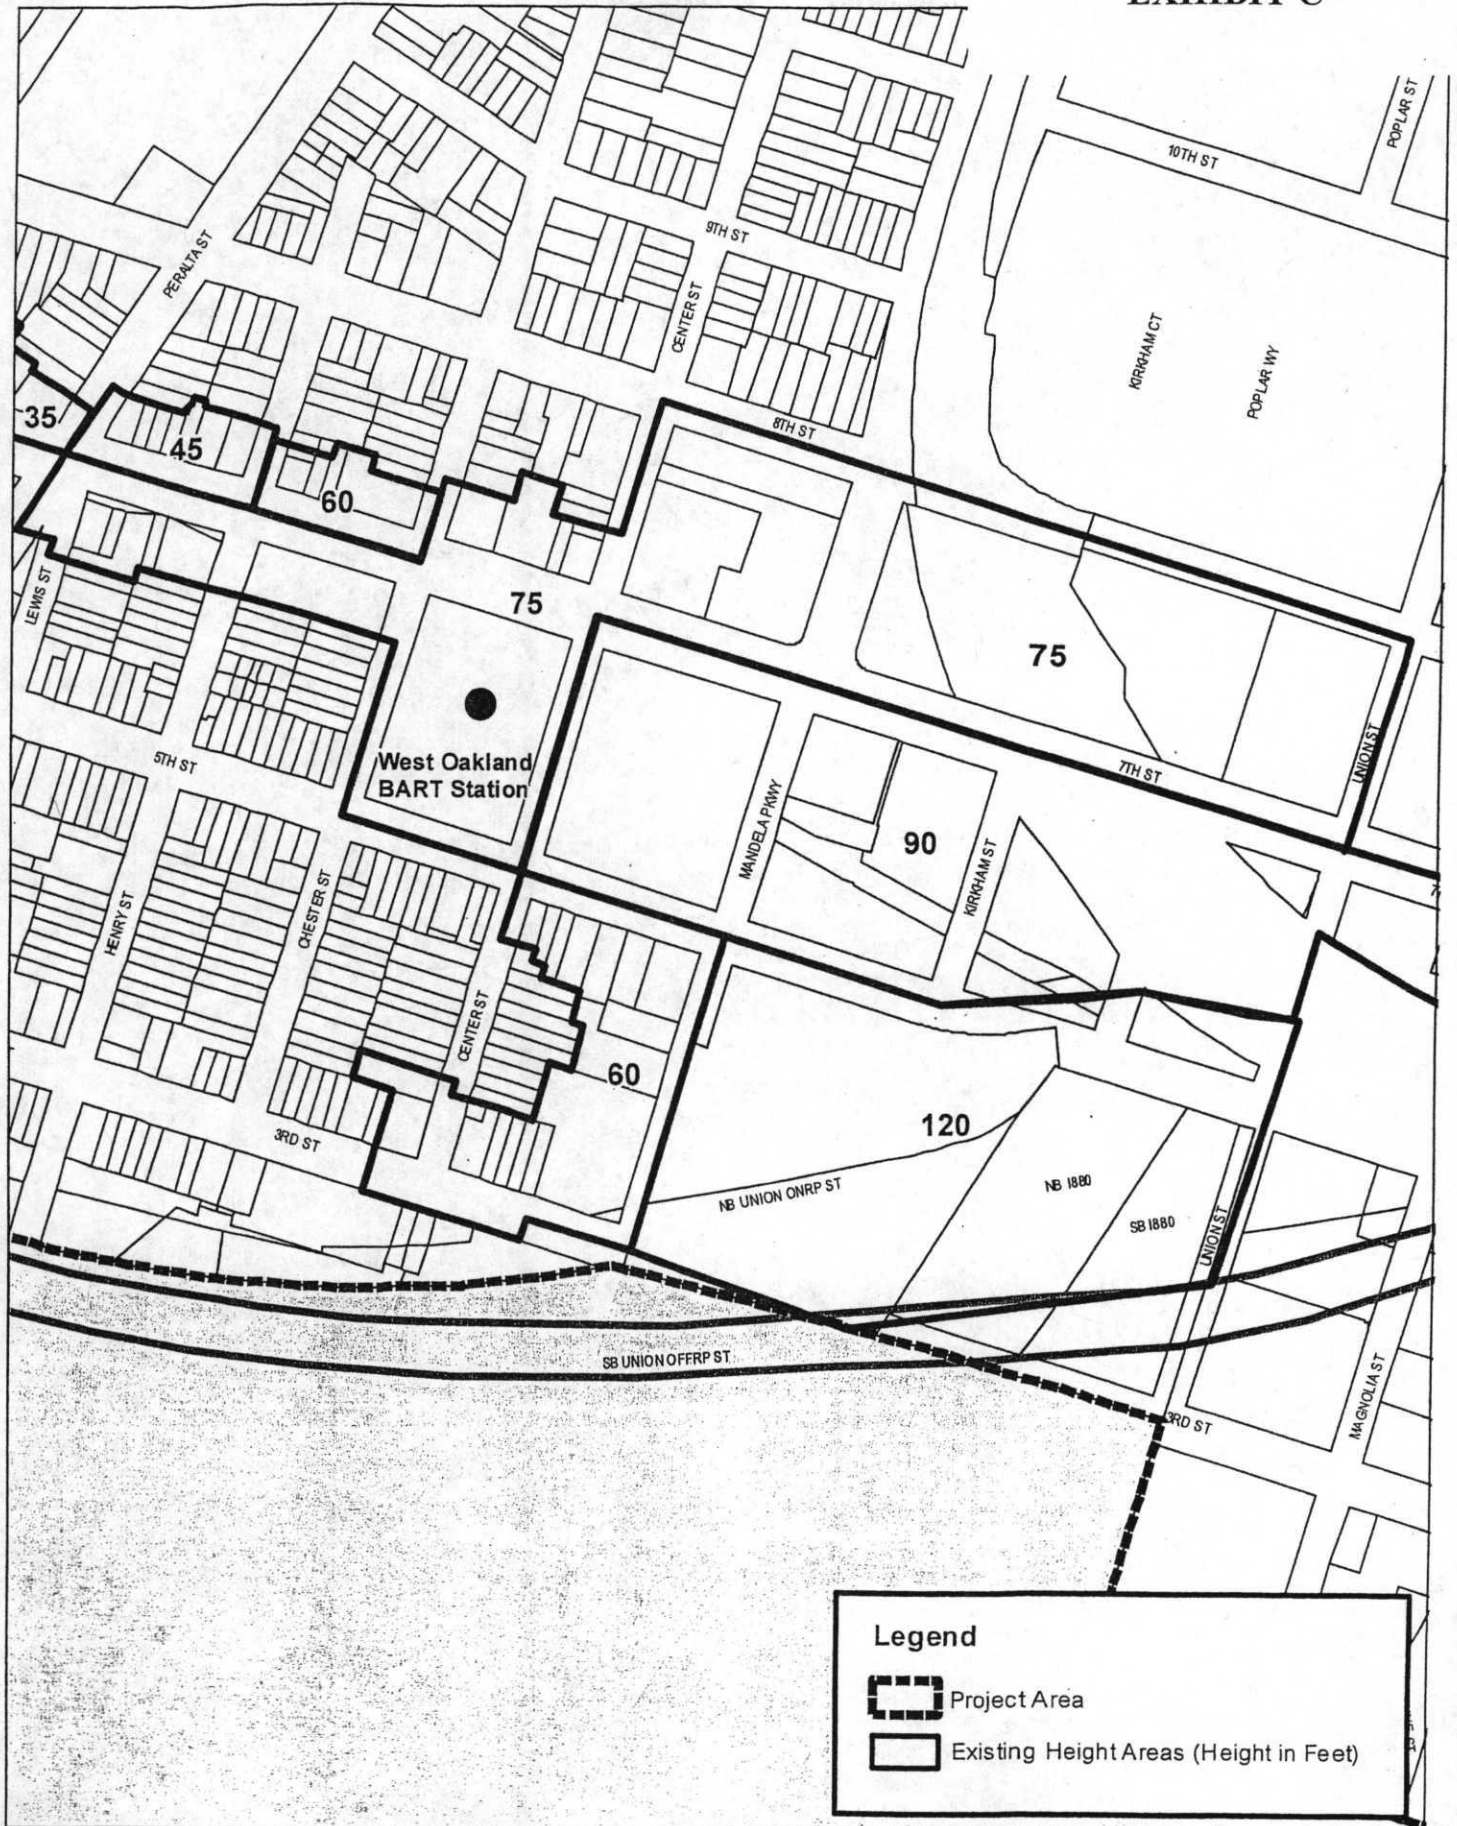 EXHIBIT C
POPLAR ST
10TH ST
9TH ST
PERALTA ST
CENTER ST
KIRKHAM CT
POPLAR WY
8TH ST
35
45
60
75
75
LEWIS ST
West Oakland
BART Station
5TH ST
7TH ST
UNION ST
MANDELA PKWY
90
KIRKHAM ST
HENRY ST
CHESTER ST
CENTER ST
60
120
3RD ST
NB UNION ONRP ST
NB I880
SB I880
UNION ST
SB UNION OFFRP ST
MAGNOLIA ST
3RD ST
Legend
Project Area
Existing Height Areas (Height in Feet)